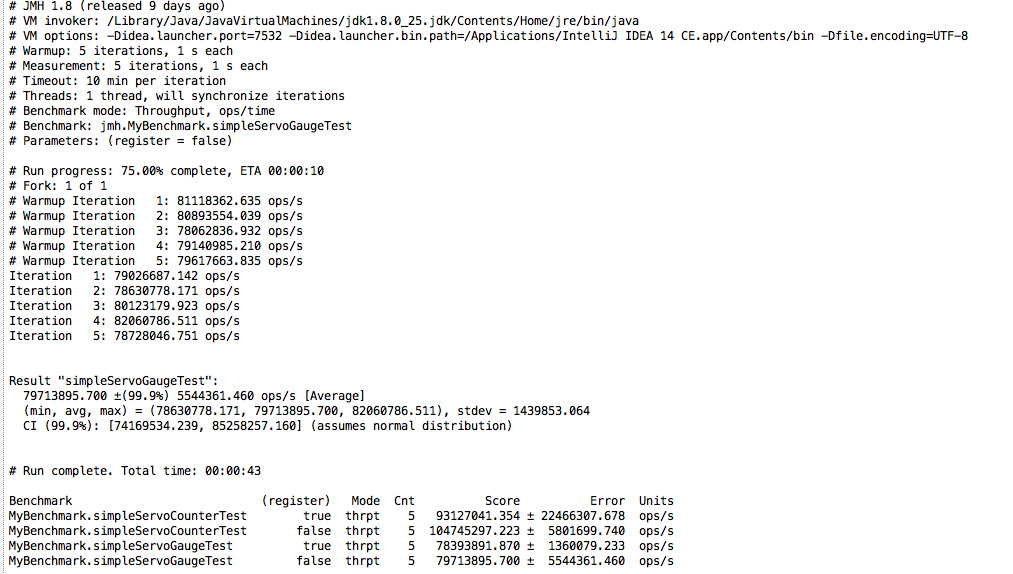 # JMH 1.8 (released 9 days ago)
# VM invoker: /Library/Java/JavaVirtualMachines/jdk1.8.0_25.jdk/Contents/Home/jre/bin/java
# VM options: -Didea.launcher.port=7532 -Didea.launcher.bin.path=/Applications/IntelliJ IDEA 14 CE.app/Contents/bin -Dfile.encoding=UTF-8
# Warmup: 5 iterations, 1 s each
# Measurement: 5 iterations, 1 s each
# Timeout: 10 min per iteration
# Threads: 1 thread, will synchronize iterations
# Benchmark mode: Throughput, ops/time
# Benchmark: jmh.MyBenchmark.simpleServoGaugeTest
# Parameters: (register = false)
# Run progress: 75.00% complete, ETA 00:00:10
# Fork: 1 of 1
# Warmup Iteration   1: 81118362.635 ops/s
# Warmup Iteration   2: 80893554.039 ops/s
# Warmup Iteration   3: 78062836.932 ops/s
# Warmup Iteration   4: 79140985.210 ops/s
# Warmup Iteration   5: 79617663.835 ops/s
Iteration   1: 79026687.142 ops/s
Iteration   2: 78630778.171 ops/s
Iteration   3: 80123179.923 ops/s
Iteration   4: 82060786.511 ops/s
Iteration   5: 78728046.751 ops/s
Result "simpleServoGaugeTest":
  79713895.700 ±(99.9%) 5544361.460 ops/s [Average]
  (min, avg, max) = (78630778.171, 79713895.700, 82060786.511), stdev = 1439853.064
  CI (99.9%): [74169534.239, 85258257.160] (assumes normal distribution)
# Run complete. Total time: 00:00:43
Benchmark                           (register)   Mode  Cnt          Score          Error  Units
MyBenchmark.simpleServoCounterTest        true  thrpt    5   93127041.354 ± 22466307.678  ops/s
MyBenchmark.simpleServoCounterTest       false  thrpt    5  104745297.223 ±  5801699.740  ops/s
MyBenchmark.simpleServoGaugeTest          true  thrpt    5   78393891.870 ±  1360079.233  ops/s
MyBenchmark.simpleServoGaugeTest         false  thrpt    5   79713895.700 ±  5544361.460  ops/s